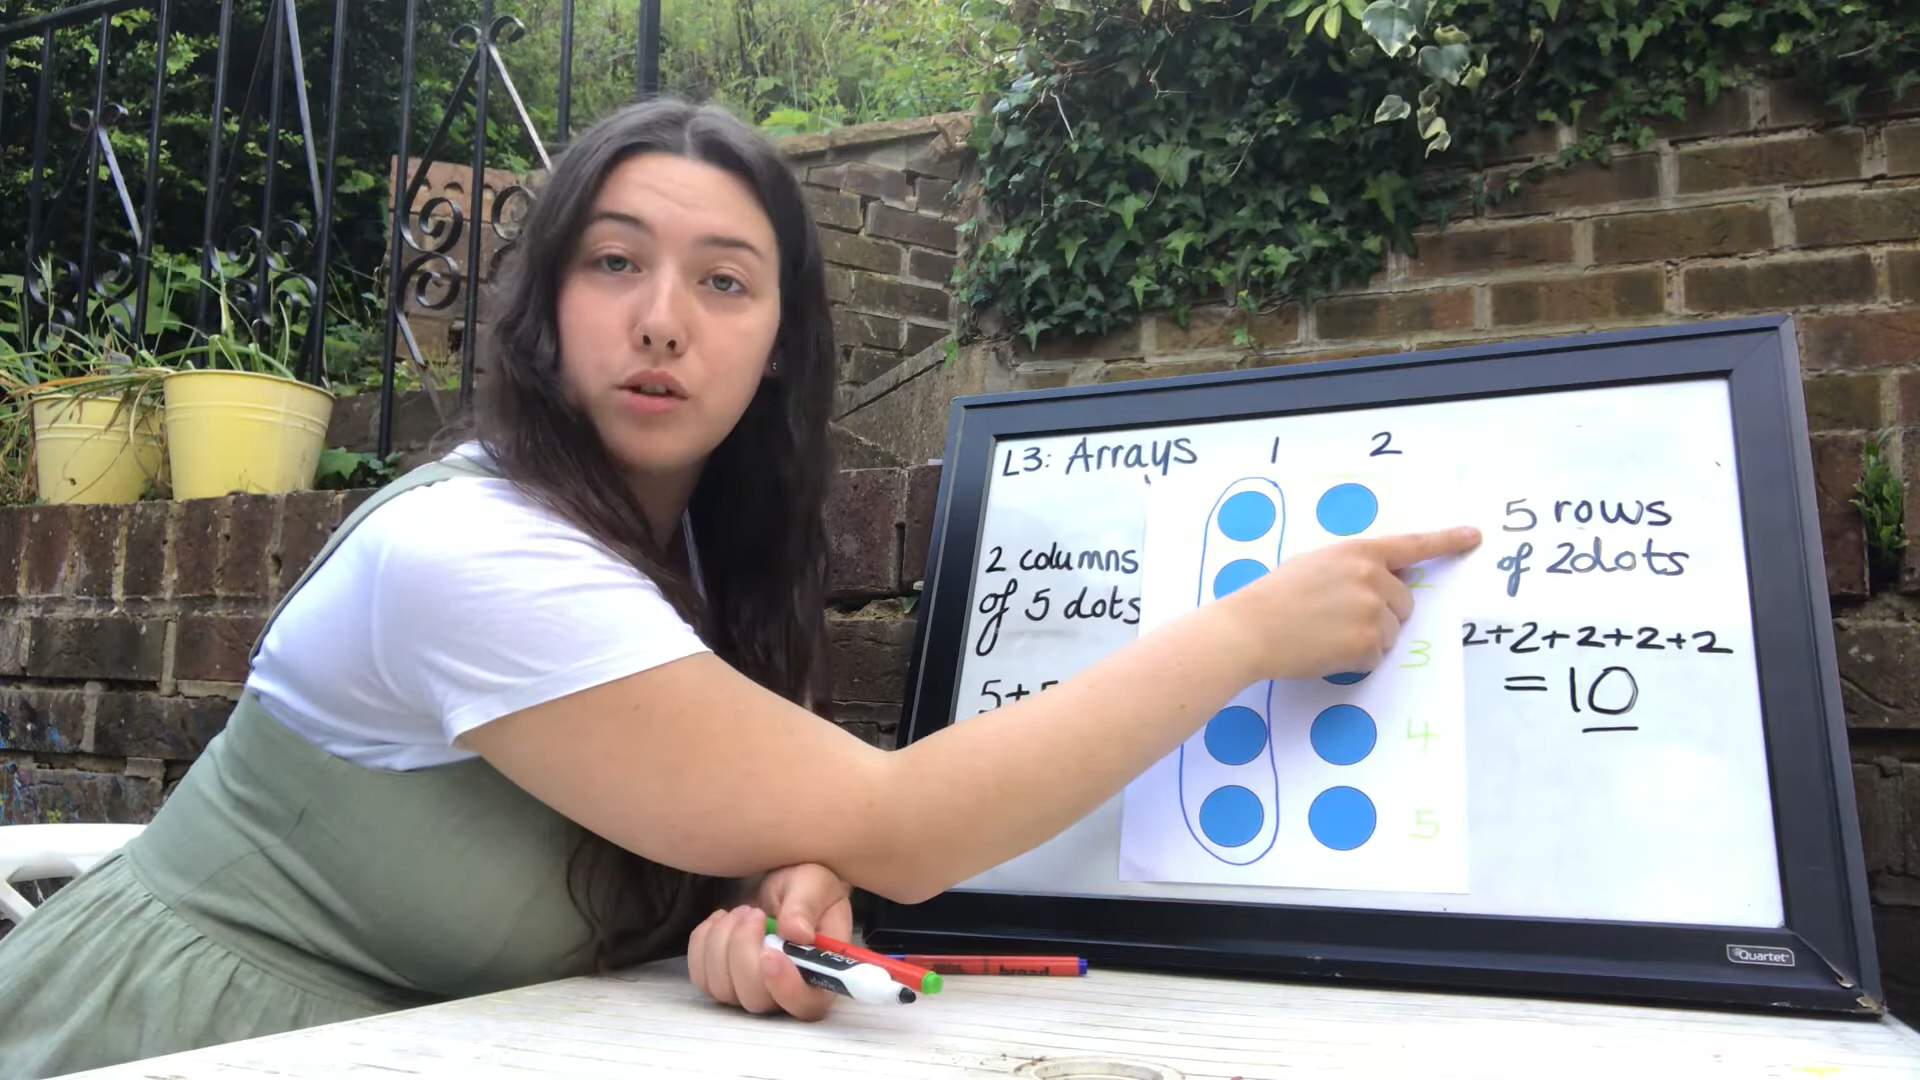 L3: Arrays 1 2
2 columns
of 5 dots
5+
5 rows
of 2dots
2
3
4
5
2+2+2+2+2
= 10
broad
Quartet